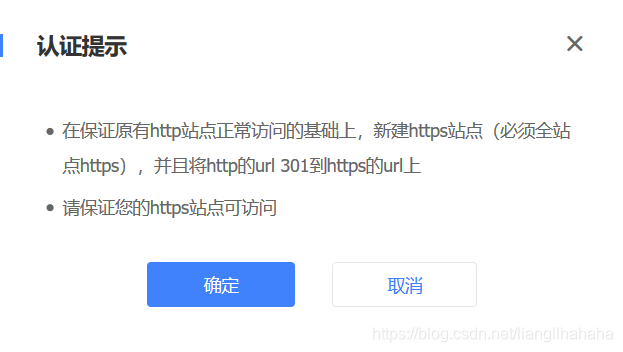 认证提示
在保证原有http站点正常访问的基础上，新建https站点（必须全站
点https），并且将http的url 301到https的url上
请保证您的https站点可访问
确定
取消
https://blog.csdn.net/liangllhahaha